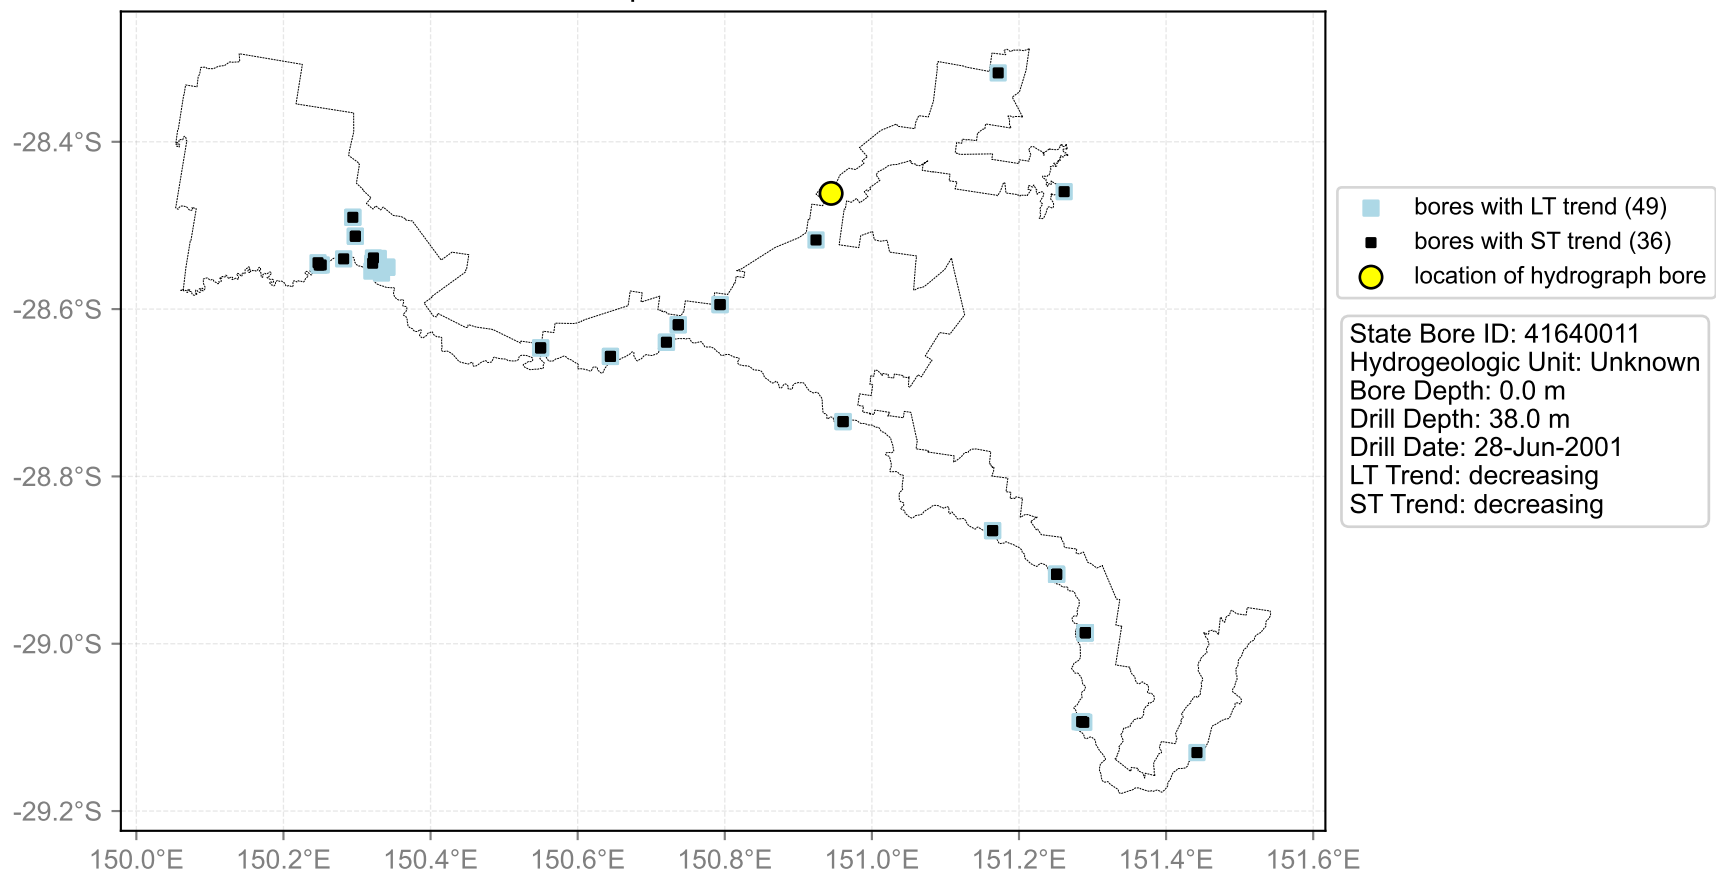 -28.4°S
-28.6°S
-28.8°S
-29.0°S
-29.2°S
150.0°E
150.2°E
150.4°E
150.6°E
150.8°E
151.0°E
151.2°E
151.4°E
151.6°E
bores with LT trend (49)
bores with ST trend (36)
location of hydrograph bore
State Bore ID: 41640011
Hydrogeologic Unit: Unknown
Bore Depth: 0.0 m
Drill Depth: 38.0 m
Drill Date: 28-Jun-2001
LT Trend: decreasing
ST Trend: decreasing